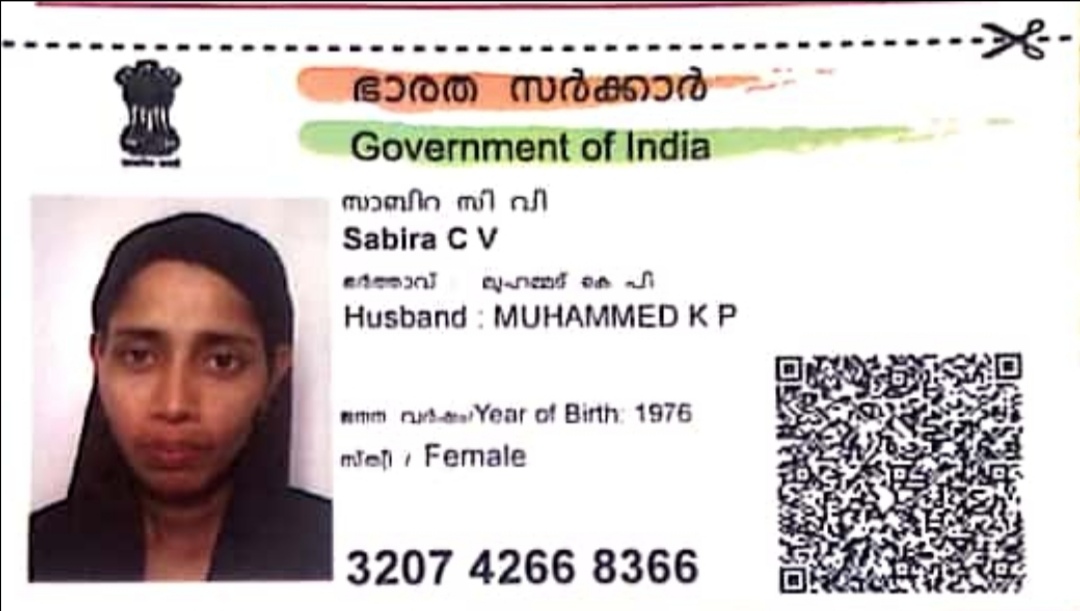 ഭാരത സർക്കാർ
Government of India
സാബിറ സി വി
Sabira C V
ഭർത്താവ് : മുഹമ്മദ് കെ പി
Husband : MUHAMMED K P
ജനന വർഷം/Year of Birth: 1976
സ്ത്രീ / Female
3207 4266 8366